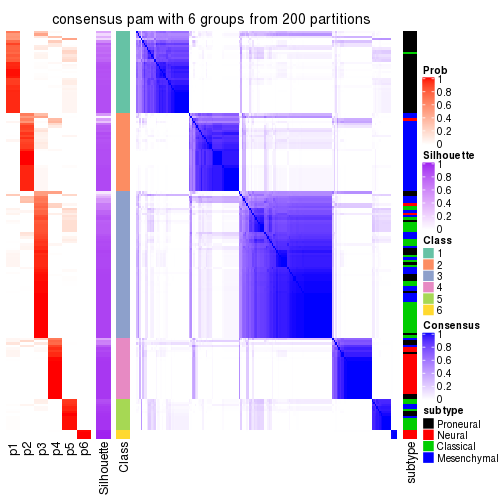 consensus pam with 6 groups from 200 partitions
Prob
1
0.8
0.6
0.4
0.2
0
Silhouette
1
0.8
0.6
0.4
0.2
0
Class
1
2
3
4
5
6
Consensus
1
0.8
0.6
0.4
0.2
0
subtype
Proneural
Neural
Classical
Mesenchymal
p1
p2
p3
p4
p5
p6
Silhouette
Class
subtype